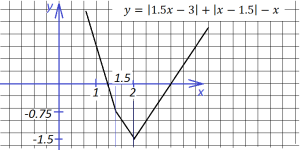 y = |1.5x − 3| + |x − 1.5| − x
y
1.5
1
2
x
-0.75
-1.5